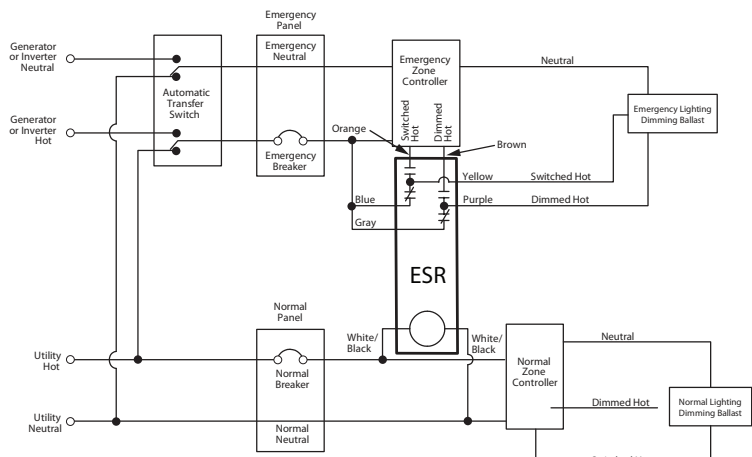 Emergency
Panel
Generator
or Inverter
Neutral
Emergency
Neutral
Automatic
Transfer
Switch
Emergency
Zone
Controller
Switched
Hot
Dimmed
Hot
Neutral
Emergency Lighting
Dimming Ballast
Generator
or Inverter
Hot
Emergency
Breaker
Orange
Brown
Yellow
Switched Hot
Blue
Purple
Dimmed Hot
Gray
ESR
Normal
Panel
White/
Black
White/
Black
Utility
Hot
Normal
Breaker
Normal
Zone
Controller
Neutral
Dimmed Hot
Normal Lighting
Dimming Ballast
Utility
Neutral
Normal
Neutral